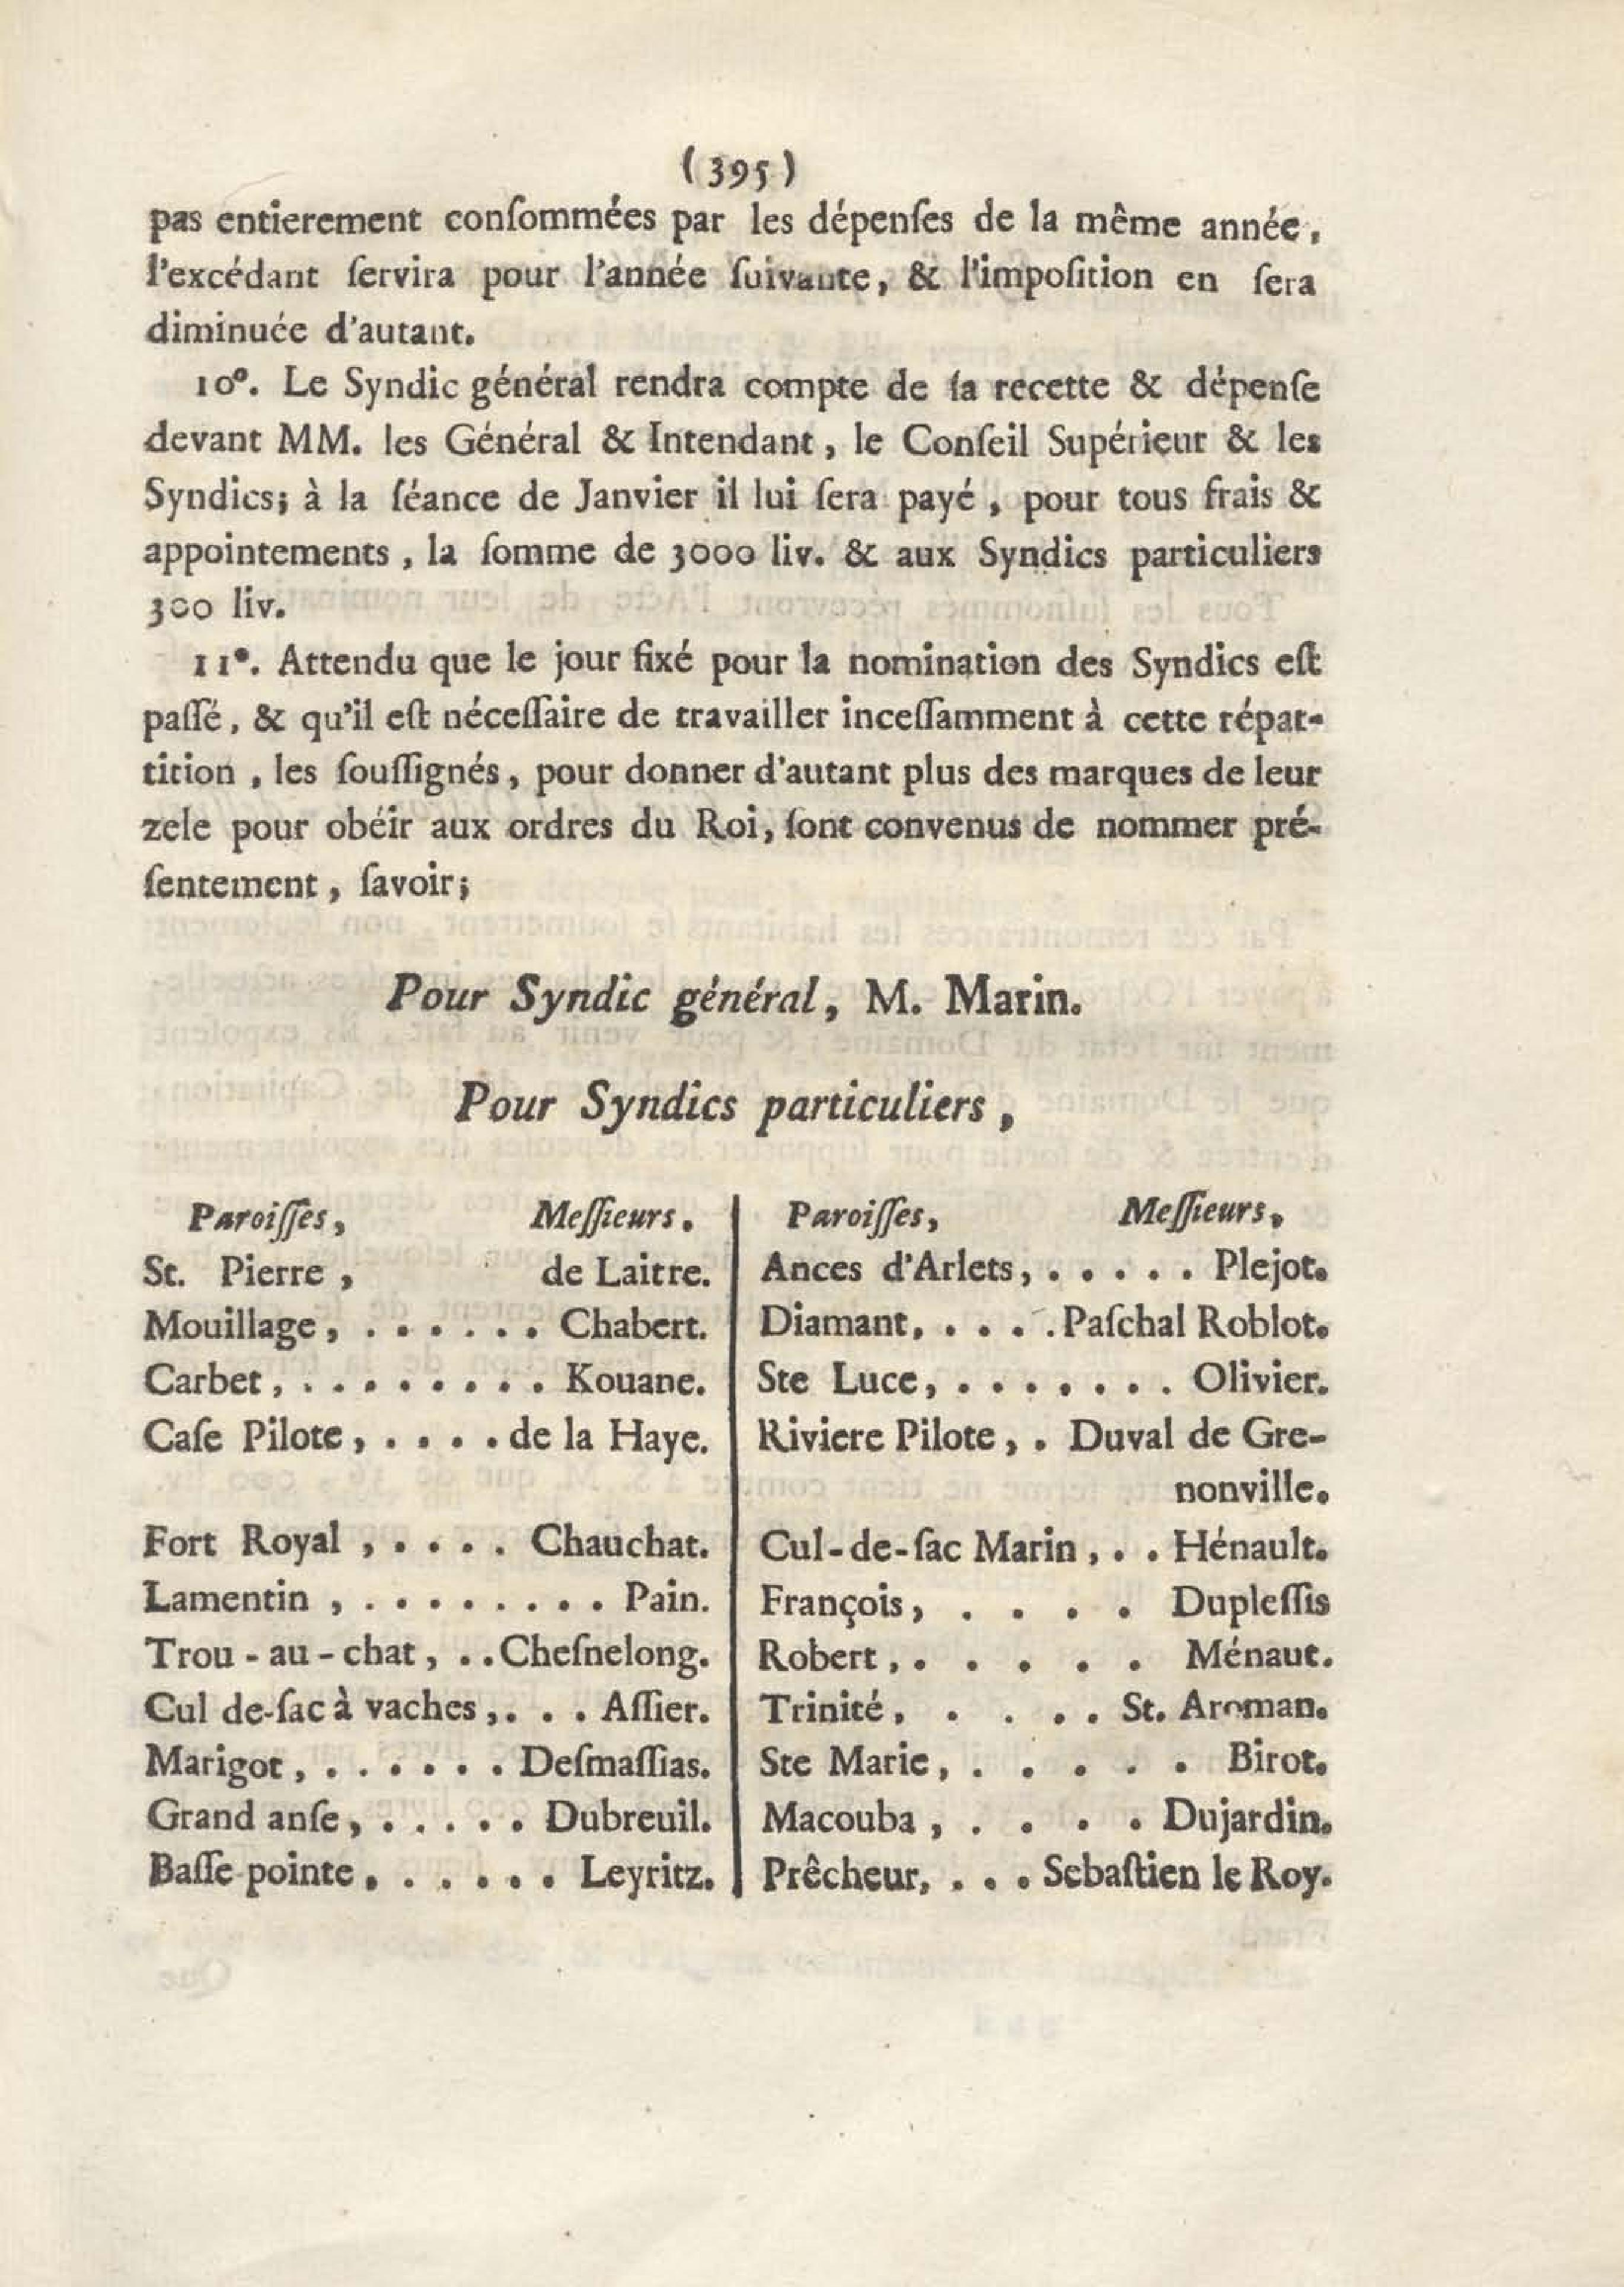 (395)
pas entierement conſommées par les dépenſes de la même année,
l'excédant ſervira pour l'année ſuivante, & l'impoſition en ſera
diminuée d'autant.
10°. Le Syndic général rendra compte de ſa recette & dépenſe
devant MM. les Général & Intendant, le Conſeil Supérieur & les
Syndics; à la ſéance de Janvier il lui ſera payé, pour tous frais &
appointements, la ſomme de 3000 liv. & aux Syndics particuliers
300 liv.
11°. Attendu que le jour fixé pour la nomination des Syndics eſt
paſſé, & qu'il eſt néceſſaire de travailler inceſſamment à cette répar-
tition, les ſouſſignés, pour donner d'autant plus des marques de leur
zele pour obéir aux ordres du Roi, ſont convenus de nommer pré-
ſentement, ſavoir;
Pour Syndic général, M. Marin.
Pour Syndics particuliers,
Paroiſſes, Meſſieurs.
St. Pierre, de Laitre.
Mouillage, . . . . . . Chabert.
Carbet, . . . . . . . . . Kouane.
Caſe Pilote, . . . . de la Haye.
Fort Royal, . . . . Chauchat.
Lamentin, . . . . . . . . Pain.
Trou-au-chat, . . Cheſnelong.
Cul de-ſac à vaches, . . . Aſſier.
Marigot, . . . . . . Deſmaſſias.
Grand anſe, . . . . . Dubreuil.
Baſſe-pointe, . . . . . . Leyritz.
Paroiſſes, Meſſieurs,
Ances d'Arlets, . . . . . Plejot.
Diamant, . . . . . Paſchal Roblot.
Ste Luce, . . . . . . . Olivier.
Riviere Pilote, . Duval de Gre-
nonville.
Cul-de-ſac Marin, . . Hénault.
François, . . . . Dupleſſis
Robert, . . . . . Ménaut.
Trinité, . . . . . St. Aroman.
Ste Marie, . . . . . Birot.
Macouba, . . . . Dujardin.
Prêcheur, . . . Sebaſtien le Roy.